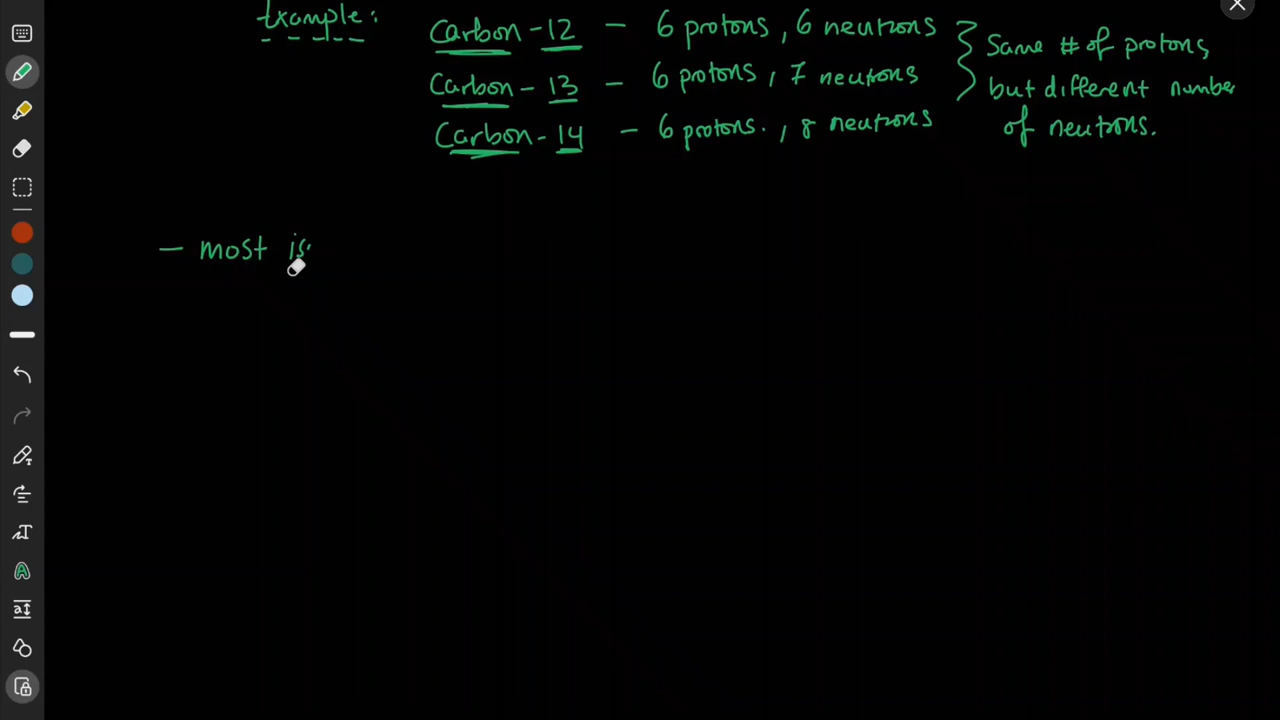 Example:
Carbon-12 - 6 protons, 6 neutrons
Carbon-13 - 6 protons, 7 neutrons
Carbon-14 - 6 protons., 8 neutrons
Same # of protons,
but different number
of neutrons.
- most is